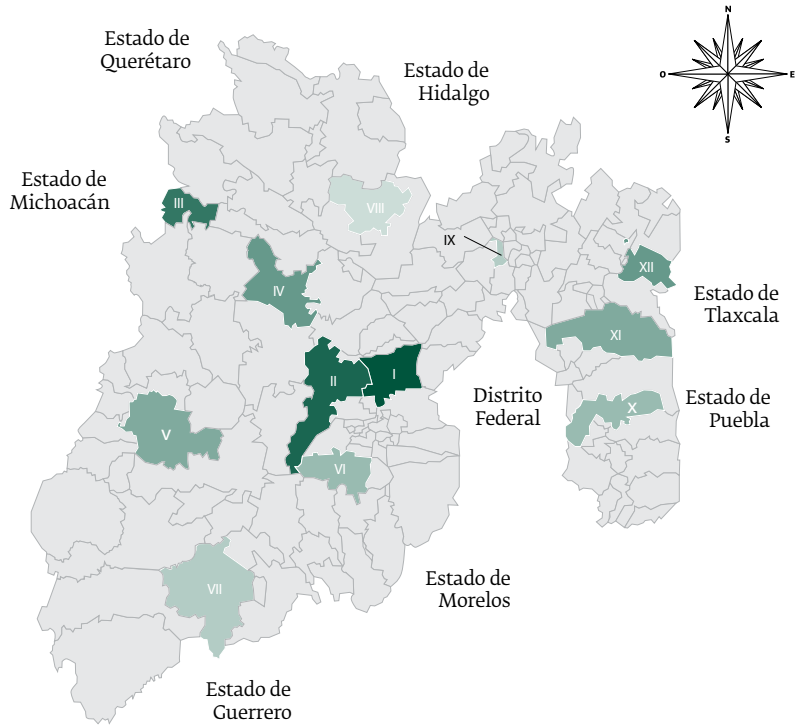 N
O
E
S
Estado de
Querétaro
Estado de
Hidalgo
Estado de
Michoacán
III
VIII
IX
IV
XII
Estado de
Tlaxcala
XI
II
I
Distrito
Federal
Estado de
Puebla
X
V
VI
VII
Estado de
Morelos
Estado de
Guerrero